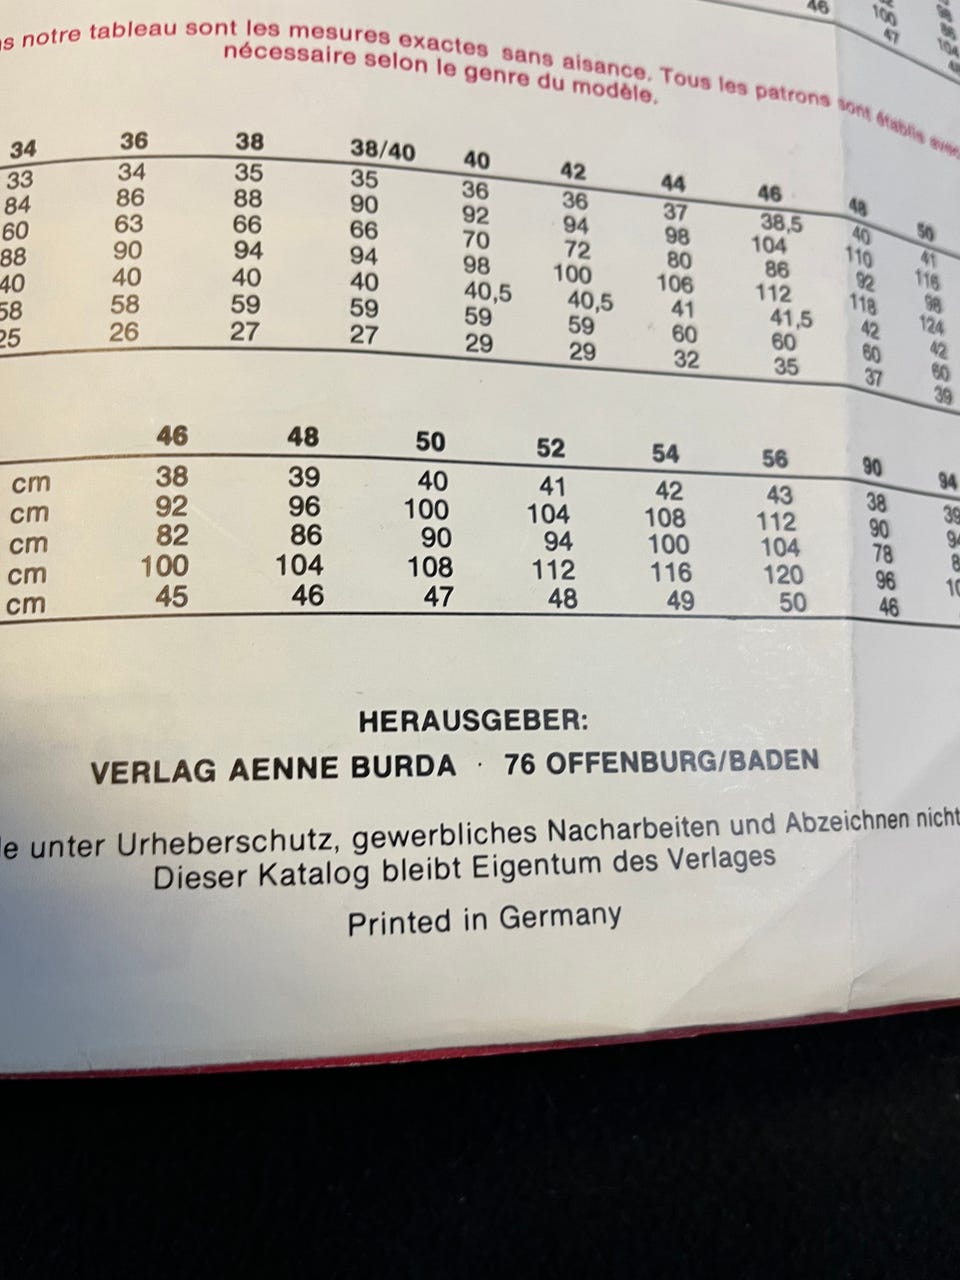 46 100
47 104
s notre tableau sont les mesures exactes sans aisance. Tous les patrons sont établis avec
nécessaire selon le genre du modèle.
34 36 38 38/40 40 42 44 46 48 50
33 34 35 35 36 36 37 38,5 40 41
84 86 88 90 92 94 98 104 110 116
60 63 66 66 70 72 80 86 92 98
88 90 94 94 98 100 106 112 118 124
40 40 40 40 40,5 40,5 41 41,5 42 42
58 58 59 59 59 59 60 60 60 60
25 26 27 27 29 29 32 35 37 39
46 48 50 52 54 56 90 94
cm 38 39 40 41 42 43 38 39
cm 92 96 100 104 108 112 90 94
cm 82 86 90 94 100 104 78 8
cm 100 104 108 112 116 120 96 10
cm 45 46 47 48 49 50 46
HERAUSGEBER:
VERLAG AENNE BURDA · 76 OFFENBURG/BADEN
le unter Urheberschutz, gewerbliches Nacharbeiten und Abzeichnen nicht
Dieser Katalog bleibt Eigentum des Verlages
Printed in Germany